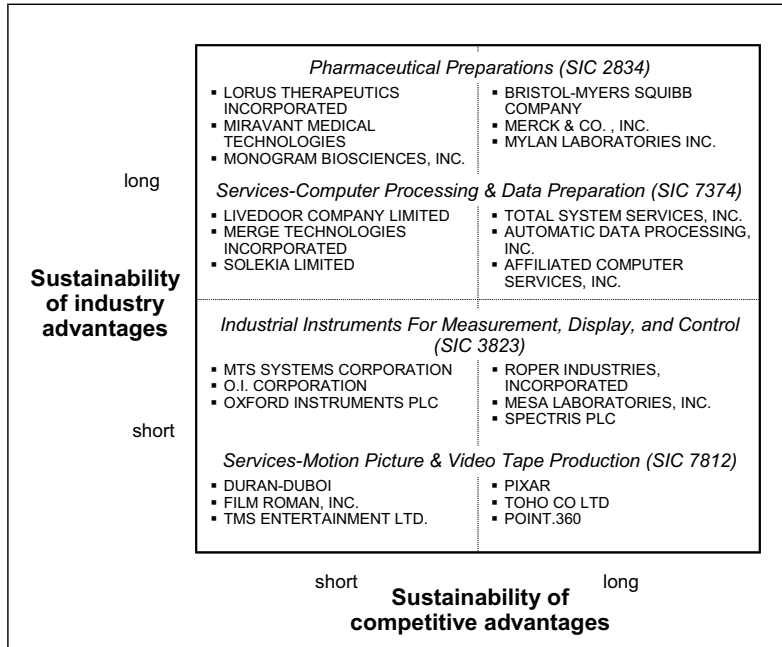 Pharmaceutical Preparations (SIC 2834)
▪ LORUS THERAPEUTICS
INCORPORATED
▪ MIRAVANT MEDICAL
TECHNOLOGIES
▪ MONOGRAM BIOSCIENCES, INC.
▪ BRISTOL-MYERS SQUIBB
COMPANY
▪ MERCK & CO. , INC.
▪ MYLAN LABORATORIES INC.
long
Services-Computer Processing & Data Preparation (SIC 7374)
▪ LIVEDOOR COMPANY LIMITED
▪ MERGE TECHNOLOGIES
INCORPORATED
▪ SOLEKIA LIMITED
▪ TOTAL SYSTEM SERVICES, INC.
▪ AUTOMATIC DATA PROCESSING,
INC.
▪ AFFILIATED COMPUTER
SERVICES, INC.
Sustainability
of industry
advantages
Industrial Instruments For Measurement, Display, and Control
(SIC 3823)
▪ MTS SYSTEMS CORPORATION
▪ O.I. CORPORATION
▪ OXFORD INSTRUMENTS PLC
▪ ROPER INDUSTRIES,
INCORPORATED
▪ MESA LABORATORIES, INC.
▪ SPECTRIS PLC
short
Services-Motion Picture & Video Tape Production (SIC 7812)
▪ DURAN-DUBOI
▪ FILM ROMAN, INC.
▪ TMS ENTERTAINMENT LTD.
▪ PIXAR
▪ TOHO CO LTD
▪ POINT.360
short
long
Sustainability of
competitive advantages